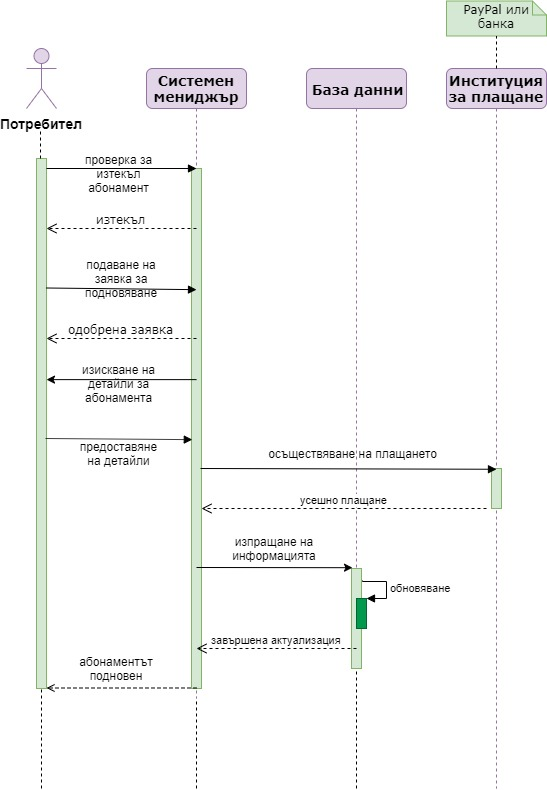 PayPal или
банка
Потребител
Системен
мениджър
База данни
Институция
за плащане
проверка за
изтекъл
абонамент
изтекъл
подаване на
заявка за
подновяване
одобрена заявка
изискване на
детайли за
абонамента
предоставяне
на детайли
осъществяване на плащането
усешно плащане
изпращане на
информацията
обновяване
завършена актуализация
абонаментът
подновен